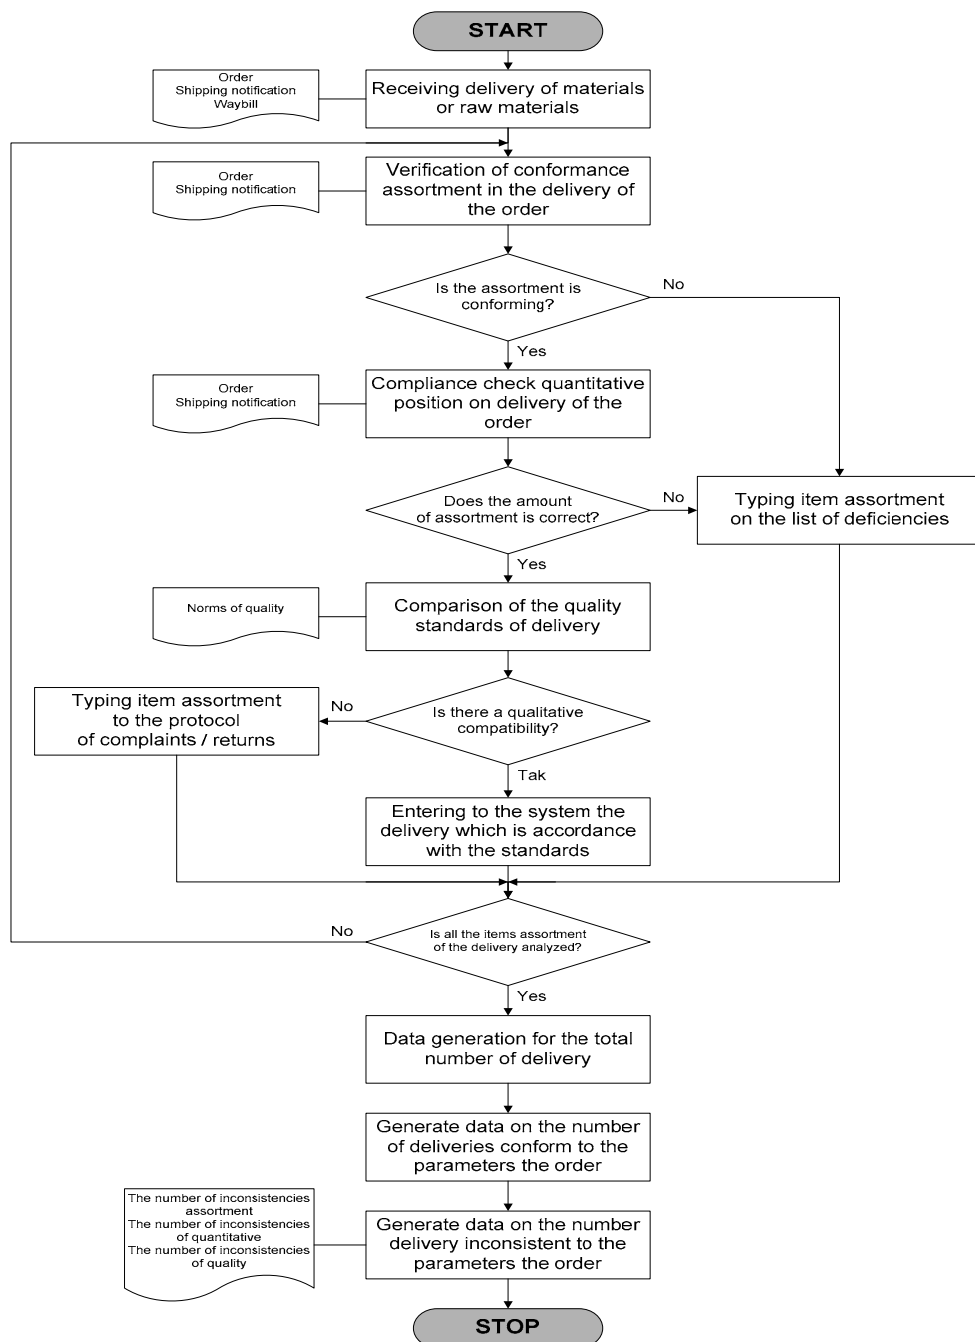 START
Order
Shipping notification
Waybill
Receiving delivery of materials
or raw materials
Order
Shipping notification
Verification of conformance
assortment in the delivery of
the order
Is the assortment is
conforming?
No
Yes
Order
Shipping notification
Compliance check quantitative
position on delivery of the
order
Does the amount
of assortment is correct?
No
Typing item assortment
on the list of deficiencies
Yes
Norms of quality
Comparison of the quality
standards of delivery
Typing item assortment
to the protocol
of complaints / returns
No
Is there a qualitative
compatibility?
Tak
Entering to the system the
delivery which is accordance
with the standards
No
Is all the items assortment
of the delivery analyzed?
Yes
Data generation for the total
number of delivery
Generate data on the number
of deliveries conform to the
parameters the order
The number of inconsistencies
assortment
The number of inconsistencies
of quantitative
The number of inconsistencies
of quality
Generate data on the number
delivery inconsistent to the
parameters the order
STOP